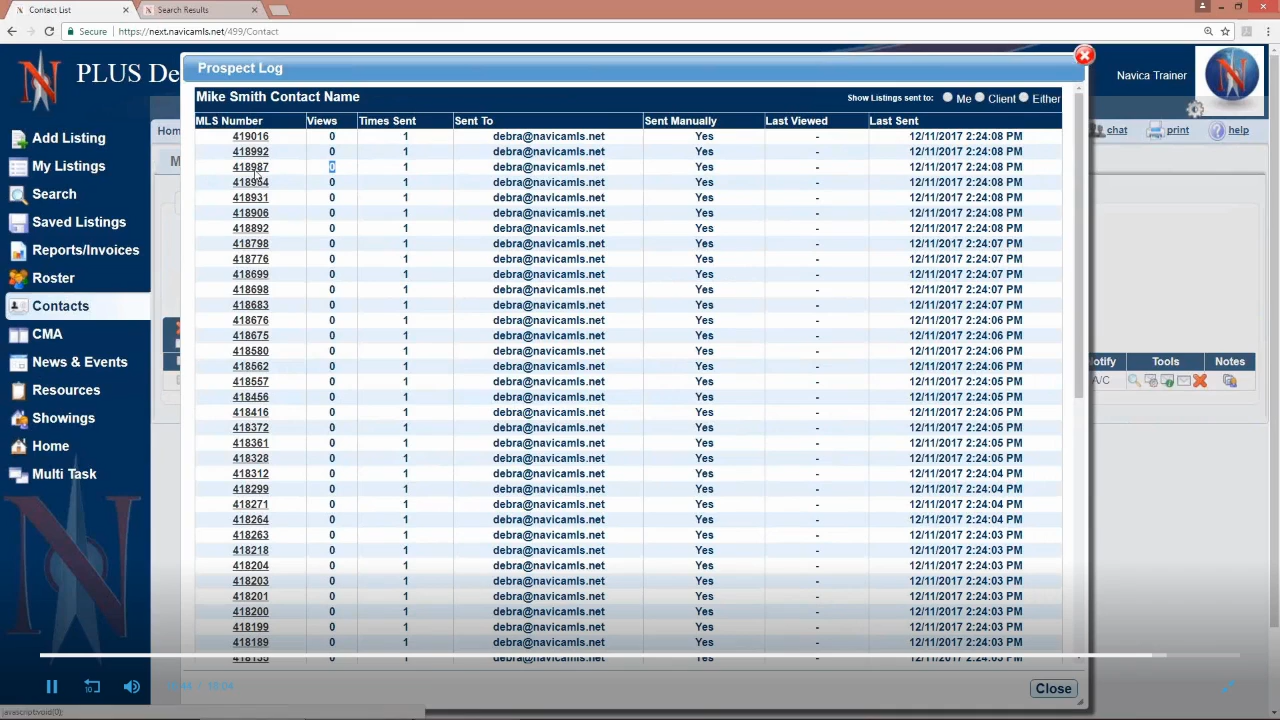 Contact List
Search Results
Secure https://next.navicamls.net/499/Contact
PLUS De
Navica Trainer
chat print help
Hom
M
Add Listing
My Listings
Search
Saved Listings
Reports/Invoices
Roster
Contacts
CMA
News & Events
Resources
Showings
Home
Multi Task
Prospect Log
Mike Smith Contact Name Show Listings sent to: Me Client Either
MLS Number Views Times Sent Sent To Sent Manually Last Viewed Last Sent
419016 0 1 debra@navicamls.net Yes - 12/11/2017 2:24:08 PM
418992 0 1 debra@navicamls.net Yes - 12/11/2017 2:24:08 PM
418987 0 1 debra@navicamls.net Yes - 12/11/2017 2:24:08 PM
418964 0 1 debra@navicamls.net Yes - 12/11/2017 2:24:08 PM
418931 0 1 debra@navicamls.net Yes - 12/11/2017 2:24:08 PM
418906 0 1 debra@navicamls.net Yes - 12/11/2017 2:24:08 PM
418892 0 1 debra@navicamls.net Yes - 12/11/2017 2:24:08 PM
418798 0 1 debra@navicamls.net Yes - 12/11/2017 2:24:07 PM
418776 0 1 debra@navicamls.net Yes - 12/11/2017 2:24:07 PM
418699 0 1 debra@navicamls.net Yes - 12/11/2017 2:24:07 PM
418698 0 1 debra@navicamls.net Yes - 12/11/2017 2:24:07 PM
418683 0 1 debra@navicamls.net Yes - 12/11/2017 2:24:07 PM
418676 0 1 debra@navicamls.net Yes - 12/11/2017 2:24:06 PM
418675 0 1 debra@navicamls.net Yes - 12/11/2017 2:24:06 PM
418580 0 1 debra@navicamls.net Yes - 12/11/2017 2:24:06 PM
418562 0 1 debra@navicamls.net Yes - 12/11/2017 2:24:06 PM
418557 0 1 debra@navicamls.net Yes - 12/11/2017 2:24:05 PM
418456 0 1 debra@navicamls.net Yes - 12/11/2017 2:24:05 PM
418416 0 1 debra@navicamls.net Yes - 12/11/2017 2:24:05 PM
418372 0 1 debra@navicamls.net Yes - 12/11/2017 2:24:05 PM
418361 0 1 debra@navicamls.net Yes - 12/11/2017 2:24:05 PM
418328 0 1 debra@navicamls.net Yes - 12/11/2017 2:24:05 PM
418312 0 1 debra@navicamls.net Yes - 12/11/2017 2:24:04 PM
418299 0 1 debra@navicamls.net Yes - 12/11/2017 2:24:04 PM
418271 0 1 debra@navicamls.net Yes - 12/11/2017 2:24:04 PM
418264 0 1 debra@navicamls.net Yes - 12/11/2017 2:24:04 PM
418263 0 1 debra@navicamls.net Yes - 12/11/2017 2:24:03 PM
418218 0 1 debra@navicamls.net Yes - 12/11/2017 2:24:03 PM
418204 0 1 debra@navicamls.net Yes - 12/11/2017 2:24:03 PM
418203 0 1 debra@navicamls.net Yes - 12/11/2017 2:24:03 PM
418201 0 1 debra@navicamls.net Yes - 12/11/2017 2:24:03 PM
418200 0 1 debra@navicamls.net Yes - 12/11/2017 2:24:03 PM
418199 0 1 debra@navicamls.net Yes - 12/11/2017 2:24:03 PM
418189 0 1 debra@navicamls.net Yes - 12/11/2017 2:24:03 PM
0 1 debra@navicamls.net Yes - 12/11/2017 2:24:03 PM
otify Tools Notes
A/C
Close
10
javascript:void(0);